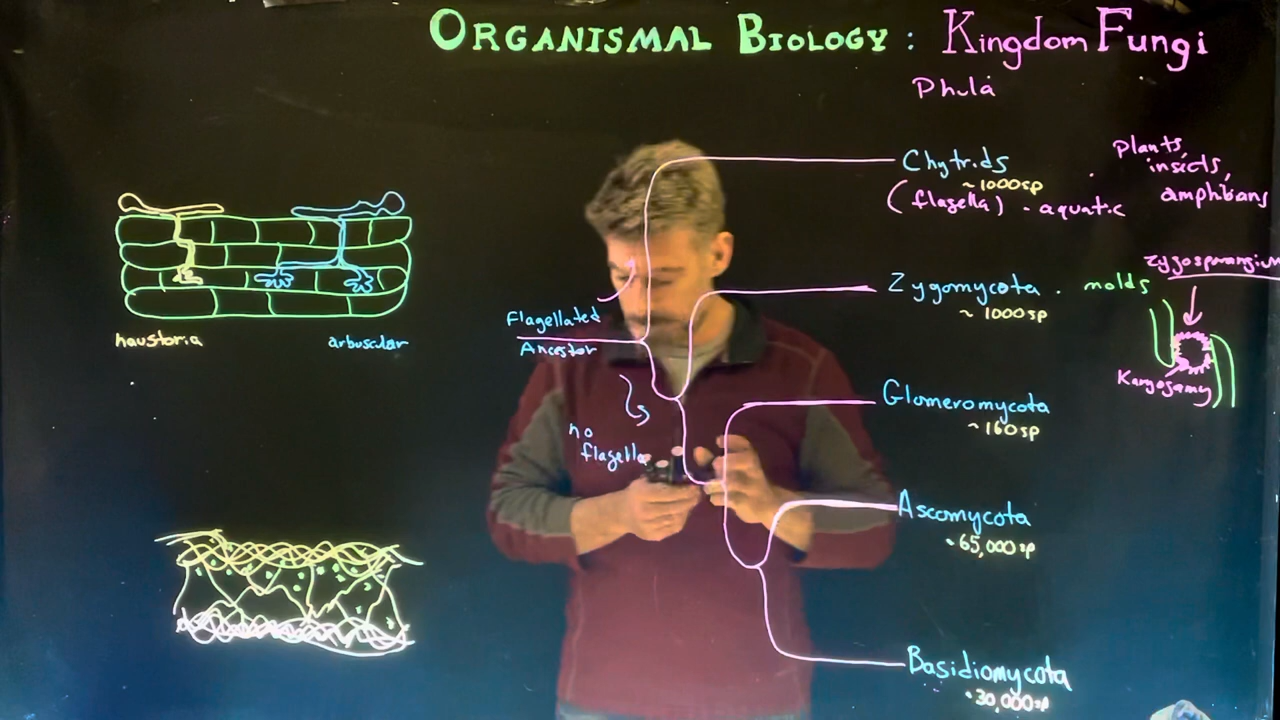 ORGANISMAL BIOLOGY: Kingdom Fungi
Phyla
Chytrids
~1000sp
(flagella) - aquatic
Plants,
insects,
amphibians
Zygomycota
~1000sp
molds
zygosporangium
Karyogamy
Flagellated
Ancestor
no
flagella
Glomeromycota
~160sp
Ascomycota
~65,000sp
Basidiomycota
~30,000sp
haustoria
arbuscular